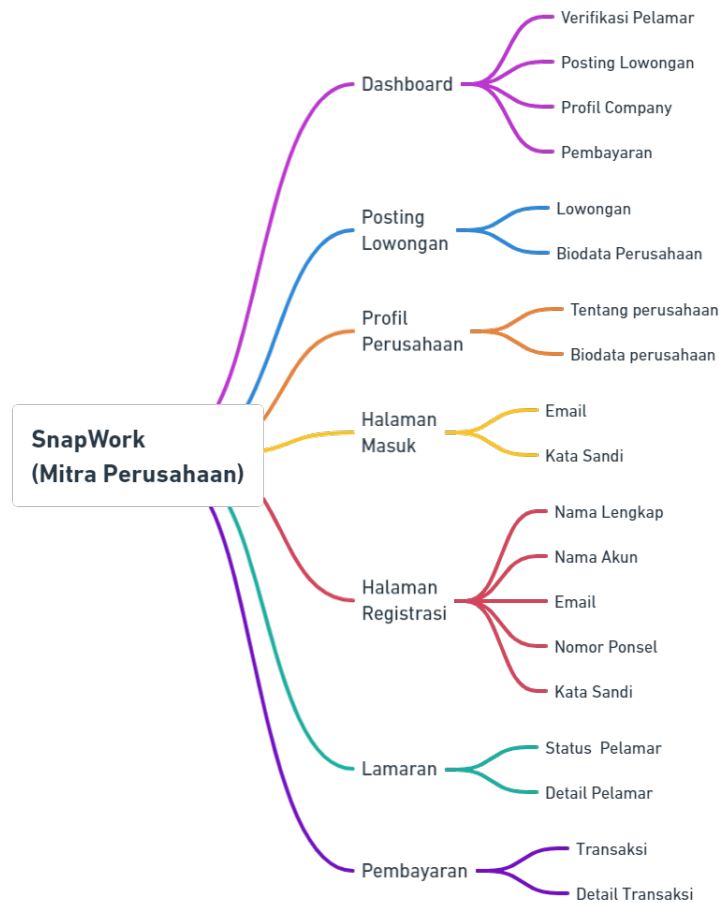 SnapWork
(Mitra Perusahaan)
Dashboard
Verifikasi Pelamar
Posting Lowongan
Profil Company
Pembayaran
Posting
Lowongan
Lowongan
Biodata Perusahaan
Profil
Perusahaan
Tentang perusahaan
Biodata perusahaan
Halaman
Masuk
Email
Kata Sandi
Halaman
Registrasi
Nama Lengkap
Nama Akun
Email
Nomor Ponsel
Kata Sandi
Lamaran
Status Pelamar
Detail Pelamar
Pembayaran
Transaksi
Detail Transaksi